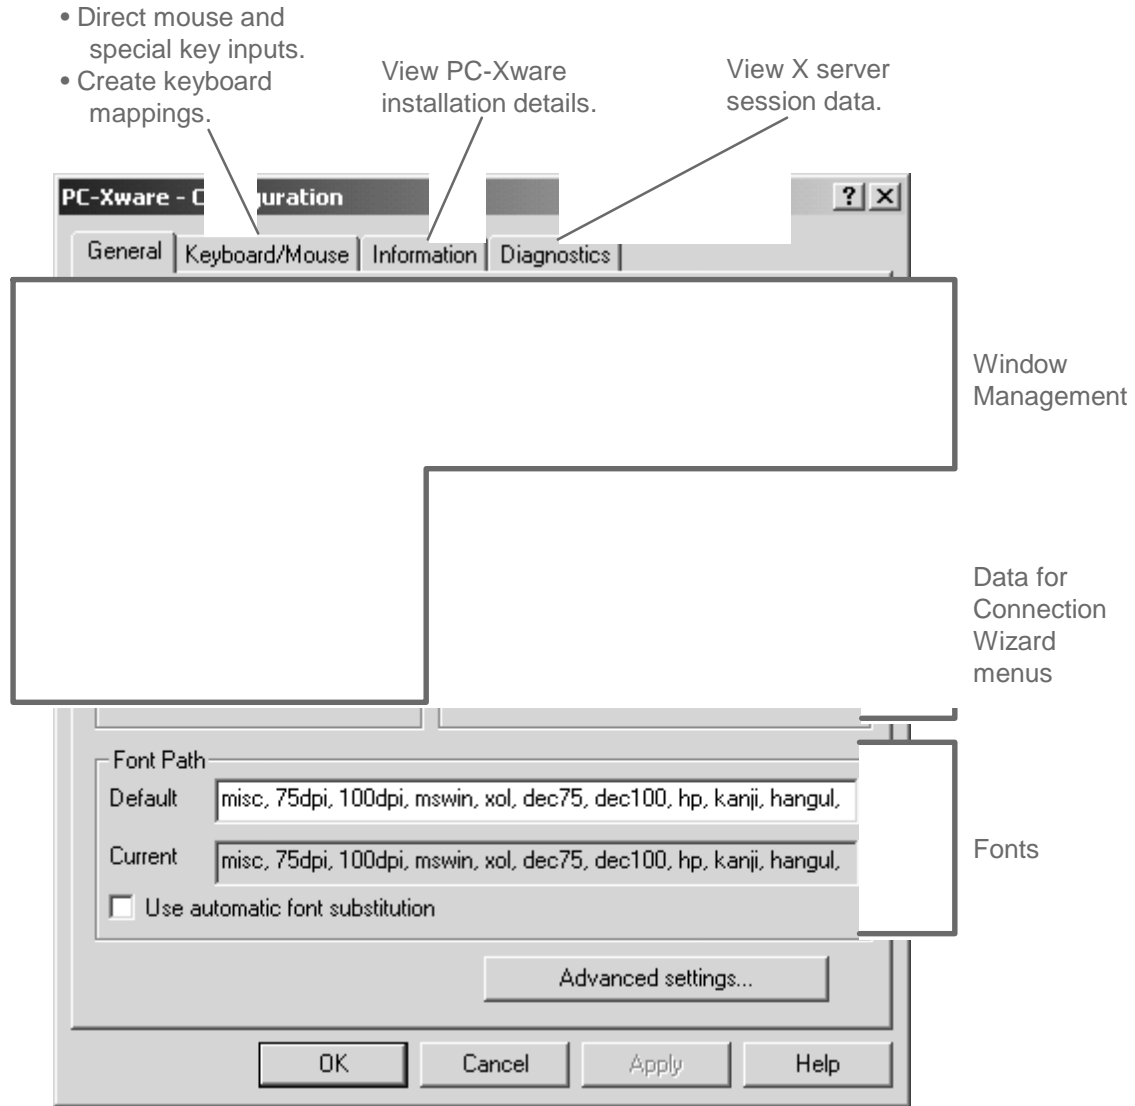 • Direct mouse and
special key inputs.
• Create keyboard
mappings.
View PC-Xware
installation details.
View X server
session data.
PC-Xware - C uration
General Keyboard/Mouse Information Diagnostics
Window
Management
Data for
Connection
Wizard
menus
Font Path
Default misc, 75dpi, 100dpi, mswin, xol, dec75, dec100, hp, kanji, hangul,
Current misc, 75dpi, 100dpi, mswin, xol, dec75, dec100, hp, kanji, hangul,
Use automatic font substitution
Fonts
Advanced settings...
OK Cancel Apply Help